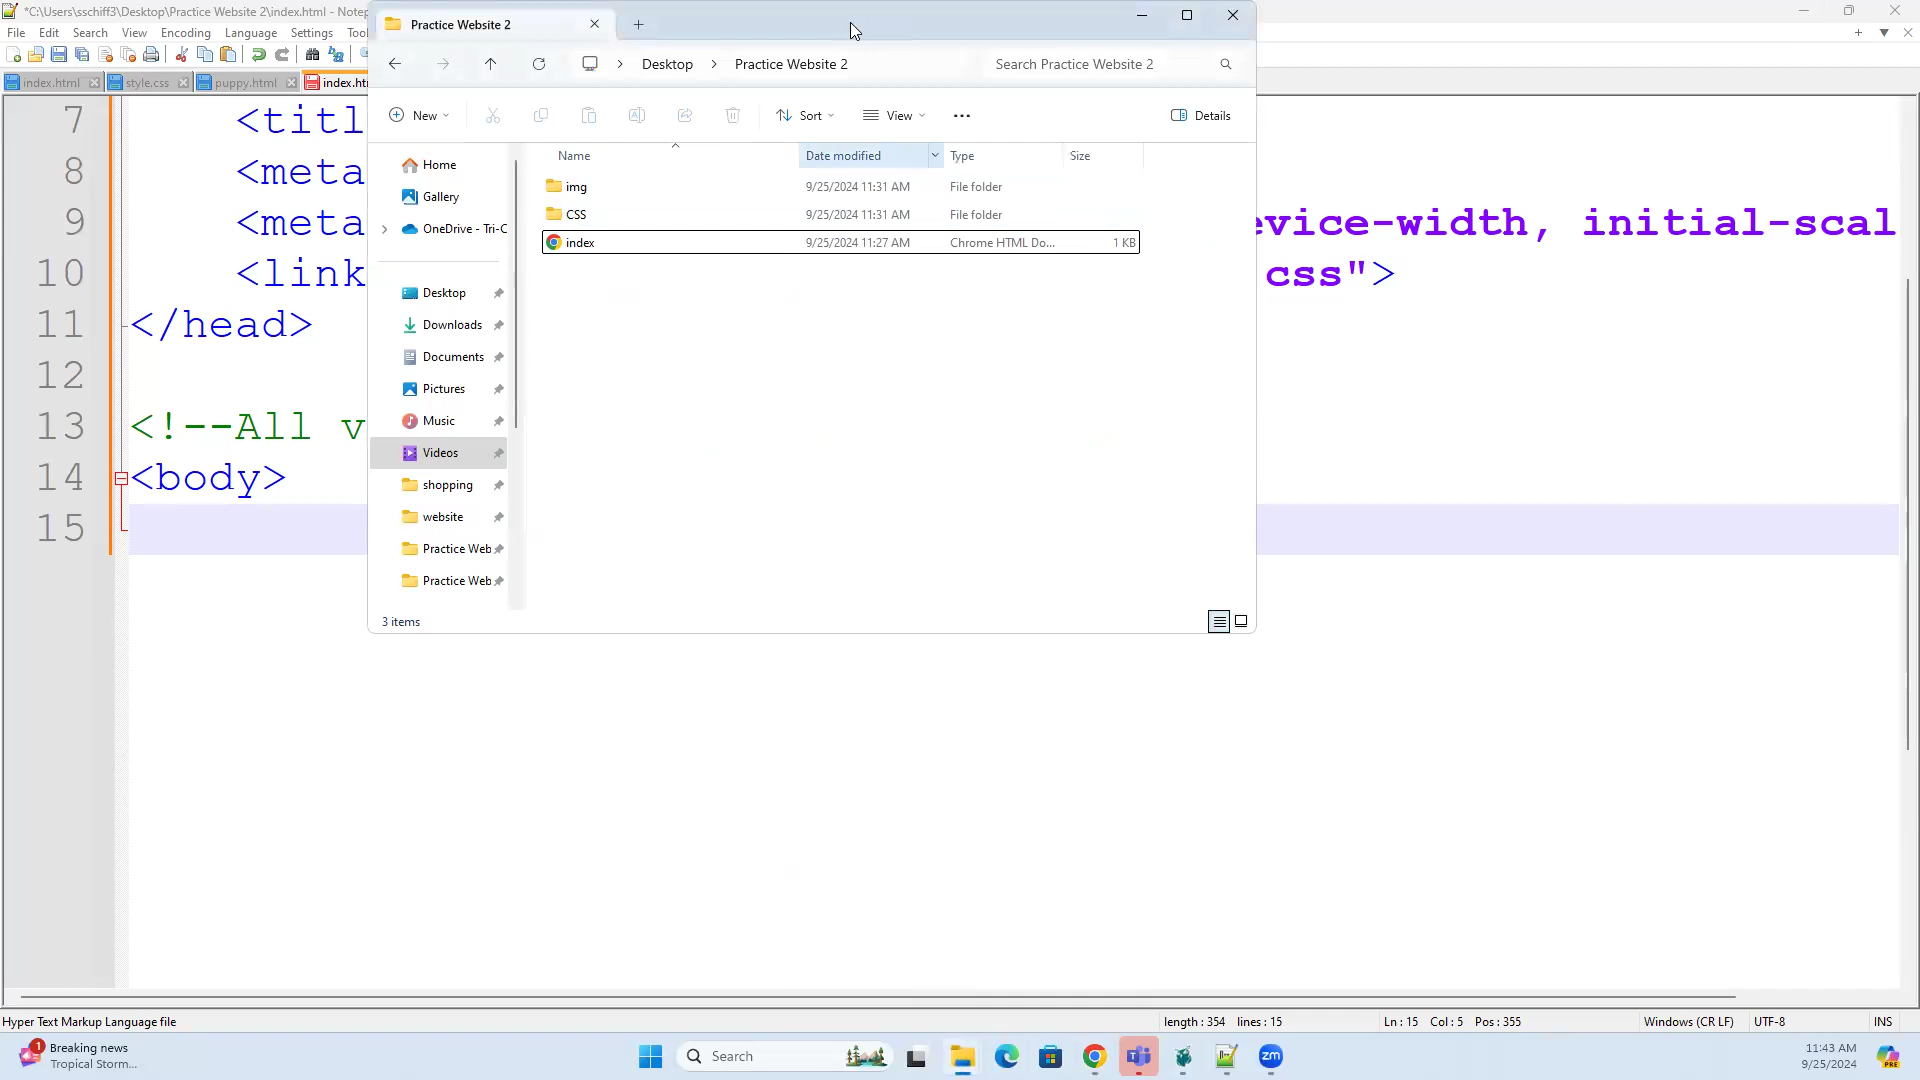 *C:\Users\sschiff3\Desktop\Practice Website 2\index.html - Notep
File Edit Search View Encoding Language Settings Tool
index.html style.css puppy.html index.ht
Practice Website 2
Desktop Practice Website 2 Search Practice Website 2
New Sort View Details
Name Date modified Type Size
Home
Gallery
OneDrive - Tri-C
Desktop
Downloads
Documents
Pictures
Music
Videos
shopping
website
Practice Web
Practice Web
img 9/25/2024 11:31 AM File folder
CSS 9/25/2024 11:31 AM File folder
index 9/25/2024 11:27 AM Chrome HTML Do... 1 KB
3 items
7 <titl
8 <meta
9 <meta evice-width, initial-scal
10 <link css">
11 </head>
12
13 <!--All v
14 <body>
15
Hyper Text Markup Language file length : 354 lines : 15 Ln : 15 Col : 5 Pos : 355 Windows (CR LF) UTF-8 INS
1
Breaking news
Tropical Storm...
Search
zm
PRE
11:43 AM
9/25/2024